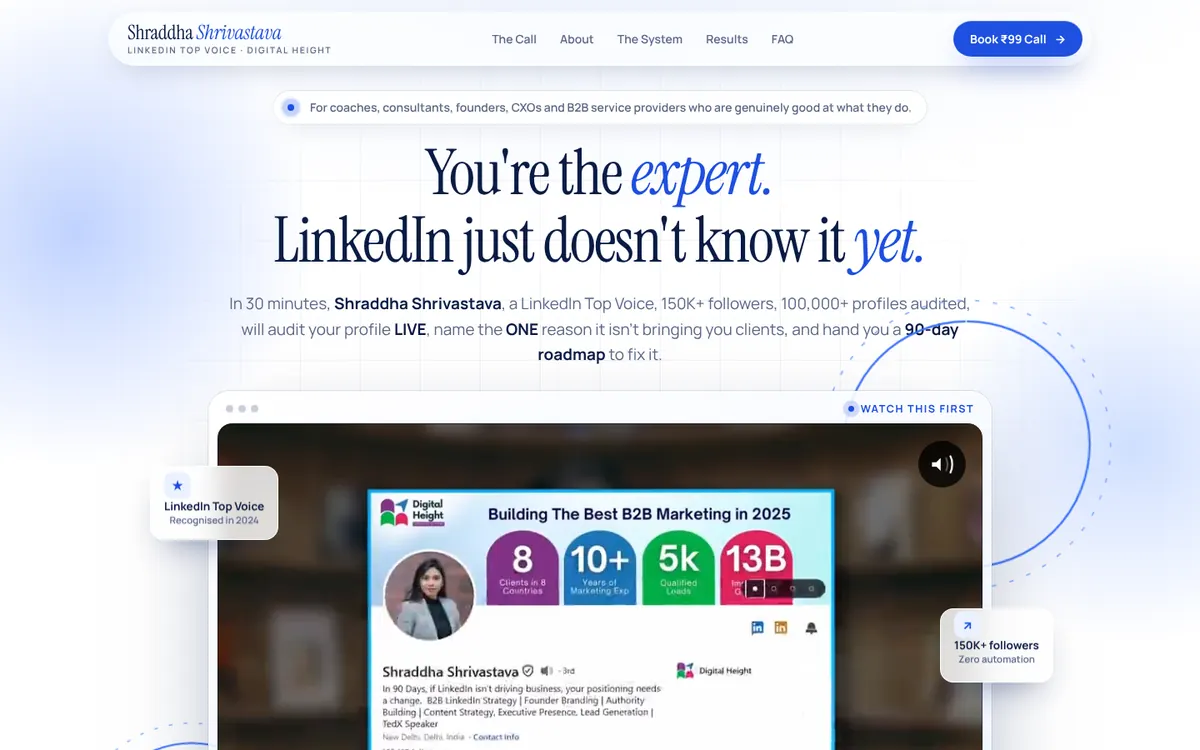 Shraddha Shrivastava
LINKEDIN TOP VOICE · DIGITAL HEIGHT
The Call
About
The System
Results
FAQ
Book ₹99 Call →
For coaches, consultants, founders, CXOs and B2B service providers who are genuinely good at what they do.
You're the expert.
LinkedIn just doesn't know it yet.
In 30 minutes, Shraddha Shrivastava, a LinkedIn Top Voice, 150K+ followers, 100,000+ profiles audited,
will audit your profile LIVE, name the ONE reason it isn't bringing you clients, and hand you a 90-day
roadmap to fix it.
WATCH THIS FIRST
LinkedIn Top Voice
Recognised in 2024
Digital
Height
Building The Best B2B Marketing in 2025
8
Clients in 8
Countries
10+
Years of
Marketing Exp
5k
Qualified
Leads
13B
150K+ followers
Zero automation
Shraddha Shrivastava
· 3rd
Digital Height
In 90 Days, if LinkedIn isn't driving business, your positioning needs
a change. B2B LinkedIn Strategy | Founder Branding | Authority
Building | Content Strategy, Executive Presence, Lead Generation |
TedX Speaker
New Delhi, Delhi, India · Contact Info